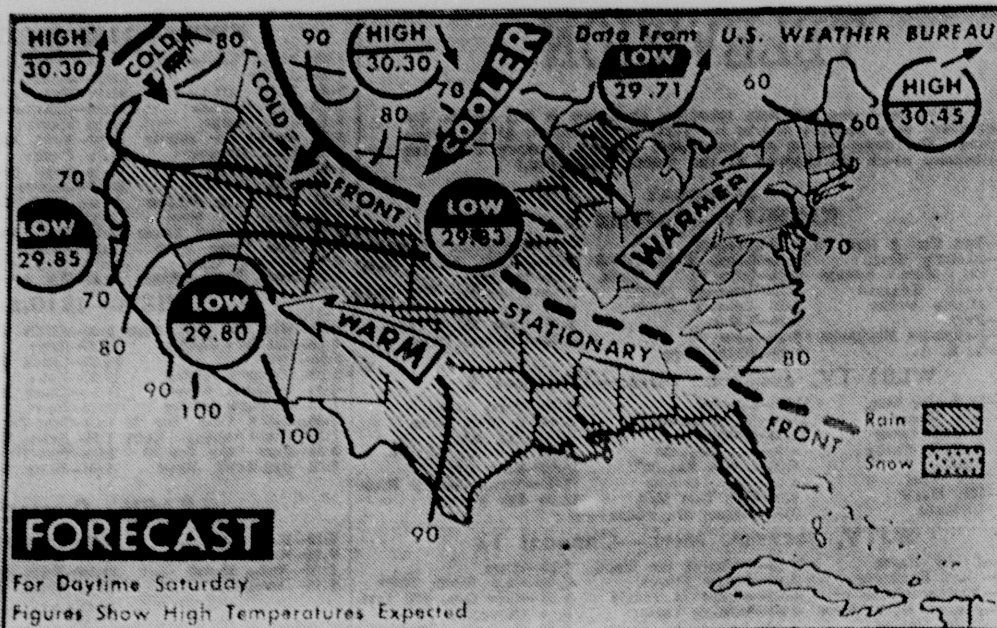 Data From U.S. WEATHER BUREAU
HIGH
30.30
COLD
80
90
HIGH
30.30
70
COOLER
LOW
29.71
60
HIGH
30.45
60
COLD
80
FRONT
LOW
29.83
WARMER
70
70
LOW
29.85
70
LOW
29.80
WARM
STATIONARY
FRONT
80
80
90
100
100
90
Rain
Snow
FORECAST
For Daytime Saturday
Figures Show High Temperatures Expected